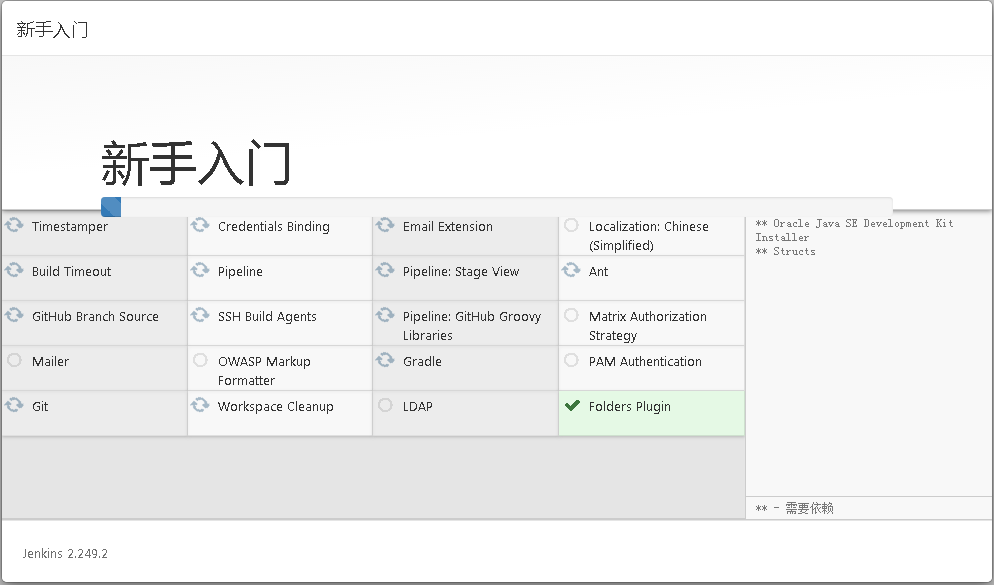 新手入门
新手入门
Timestamper
Credentials Binding
Email Extension
Localization: Chinese
(Simplified)
Build Timeout
Pipeline
Pipeline: Stage View
Ant
GitHub Branch Source
SSH Build Agents
Pipeline: GitHub Groovy
Libraries
Matrix Authorization
Strategy
Mailer
OWASP Markup
Formatter
Gradle
PAM Authentication
Git
Workspace Cleanup
LDAP
Folders Plugin
** Oracle Java SE Development Kit
Installer
** Structs
** - 需要依赖
Jenkins 2.249.2